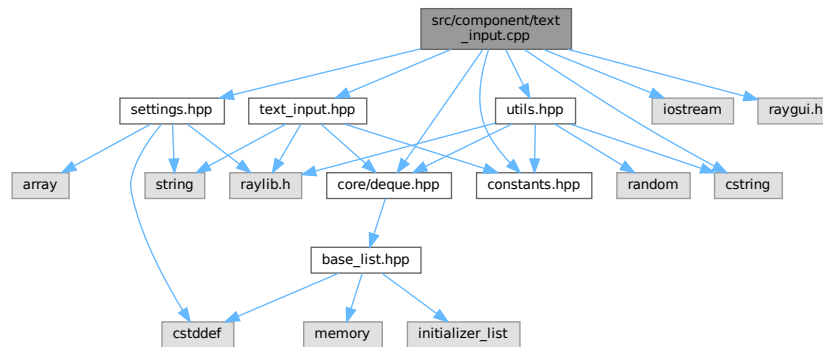 src/component/text
_input.cpp
settings.hpp
text_input.hpp
utils.hpp
iostream
raygui.h
array
string
raylib.h
core/deque.hpp
constants.hpp
random
cstring
base_list.hpp
cstddef
memory
initializer_list